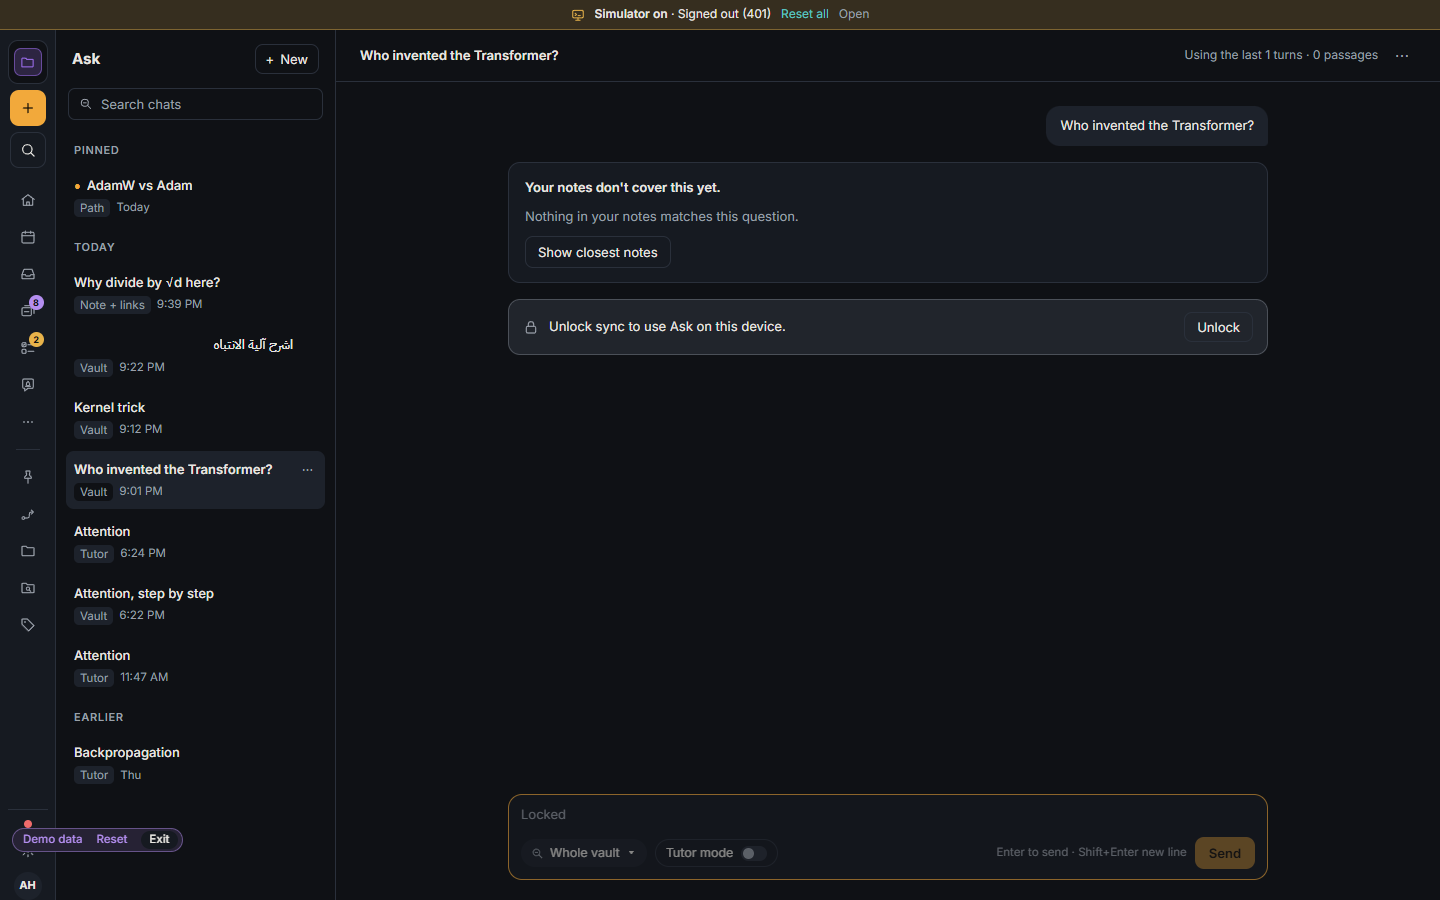 Simulator on · Signed out (401) Reset all Open
Ask
+ New
Search chats
PINNED
AdamW vs Adam
Path Today
TODAY
Why divide by √d here?
Note + links 9:39 PM
اشرح آلية الانتباه
Vault 9:22 PM
Kernel trick
Vault 9:12 PM
Who invented the Transformer?
Vault 9:01 PM
Attention
Tutor 6:24 PM
Attention, step by step
Vault 6:22 PM
Attention
Tutor 11:47 AM
EARLIER
Backpropagation
Tutor Thu
8
2
Demo data Reset Exit
AH
Who invented the Transformer?
Using the last 1 turns · 0 passages
Who invented the Transformer?
Your notes don't cover this yet.
Nothing in your notes matches this question.
Show closest notes
Unlock sync to use Ask on this device.
Unlock
Locked
Whole vault
Tutor mode
Enter to send · Shift+Enter new line
Send